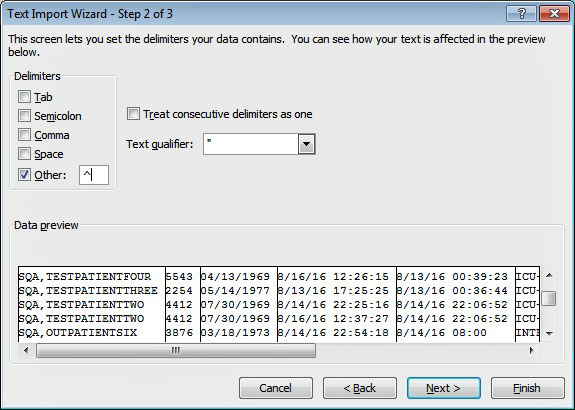 Text Import Wizard - Step 2 of 3
This screen lets you set the delimiters your data contains. You can see how your text is affected in the preview
below.
Delimiters
Tab
Semicolon
Comma
Space
Other: ^
Treat consecutive delimiters as one
Text qualifier: "
Data preview
SQA,TESTPATIENTFOUR 5543 04/13/1969 8/16/16 12:26:15 8/13/16 00:39:23 ICU-
SQA,TESTPATIENTTHREE 2254 05/14/1977 8/13/16 17:25:25 8/13/16 00:36:44 ICU-
SQA,TESTPATIENTTWO 4412 07/30/1969 8/14/16 22:25:16 8/14/16 22:06:52 ICU-
SQA,TESTPATIENTTWO 4412 07/30/1969 8/16/16 12:37:27 8/14/16 22:06:52 ICU-
SQA,OUTPATIENTSIX 3876 03/18/1973 8/14/16 22:54:18 8/14/16 08:00 INTE
Cancel < Back Next > Finish